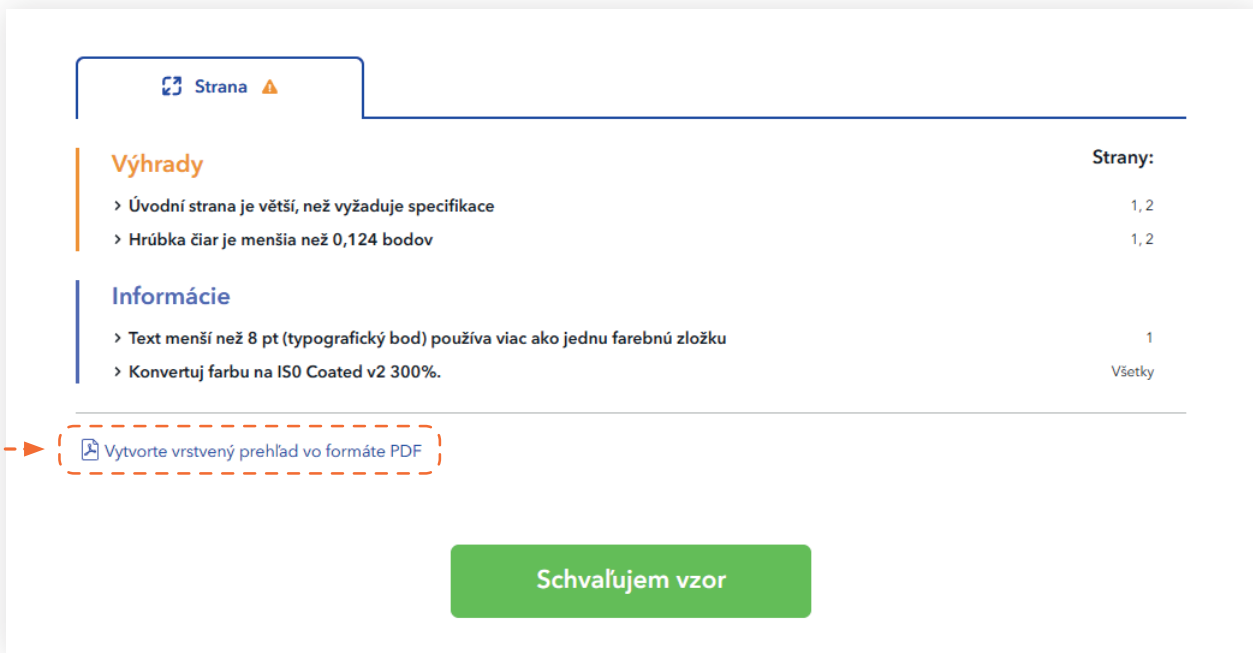 Strana
Výhrady Strany:
> Úvodní strana je větší, než vyžaduje specifikace 1, 2
> Hrúbka čiar je menšia než 0,124 bodov 1, 2
Informácie
> Text menší než 8 pt (typografický bod) používa viac ako jednu farebnú zložku 1
> Konvertuj farbu na IS0 Coated v2 300%. Všetky
Vytvorte vrstvený prehľad vo formáte PDF
Schvaľujem vzor